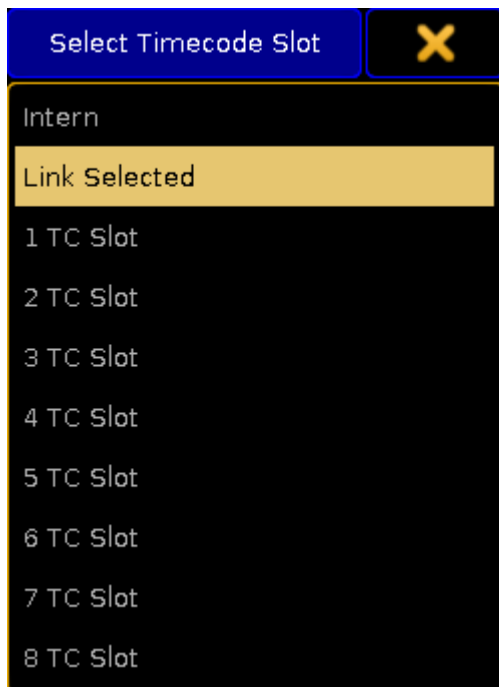 Select Timecode Slot
Intern
Link Selected
1 TC Slot
2 TC Slot
3 TC Slot
4 TC Slot
5 TC Slot
6 TC Slot
7 TC Slot
8 TC Slot